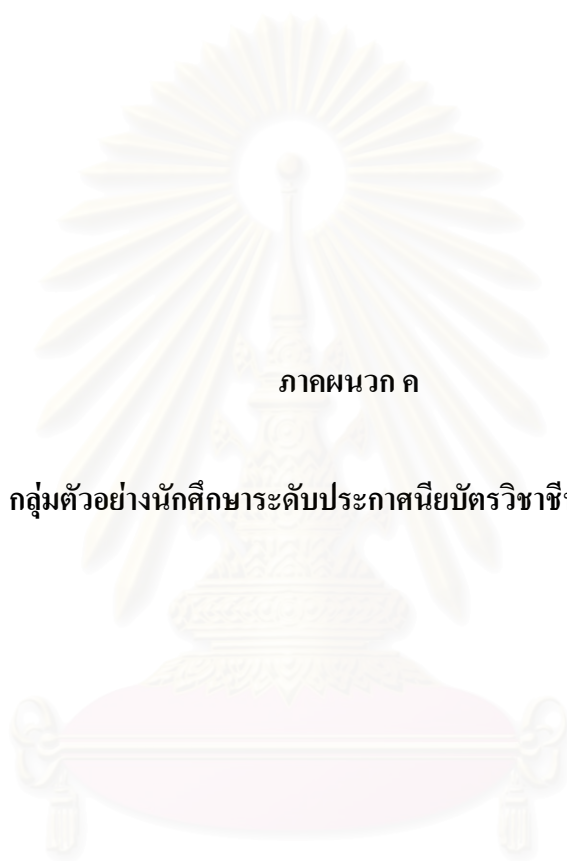 ภาคผนวก ค
กลุ่มตัวอย่างนักศึกษาระดับประกาศนียบัตรวิชาชี